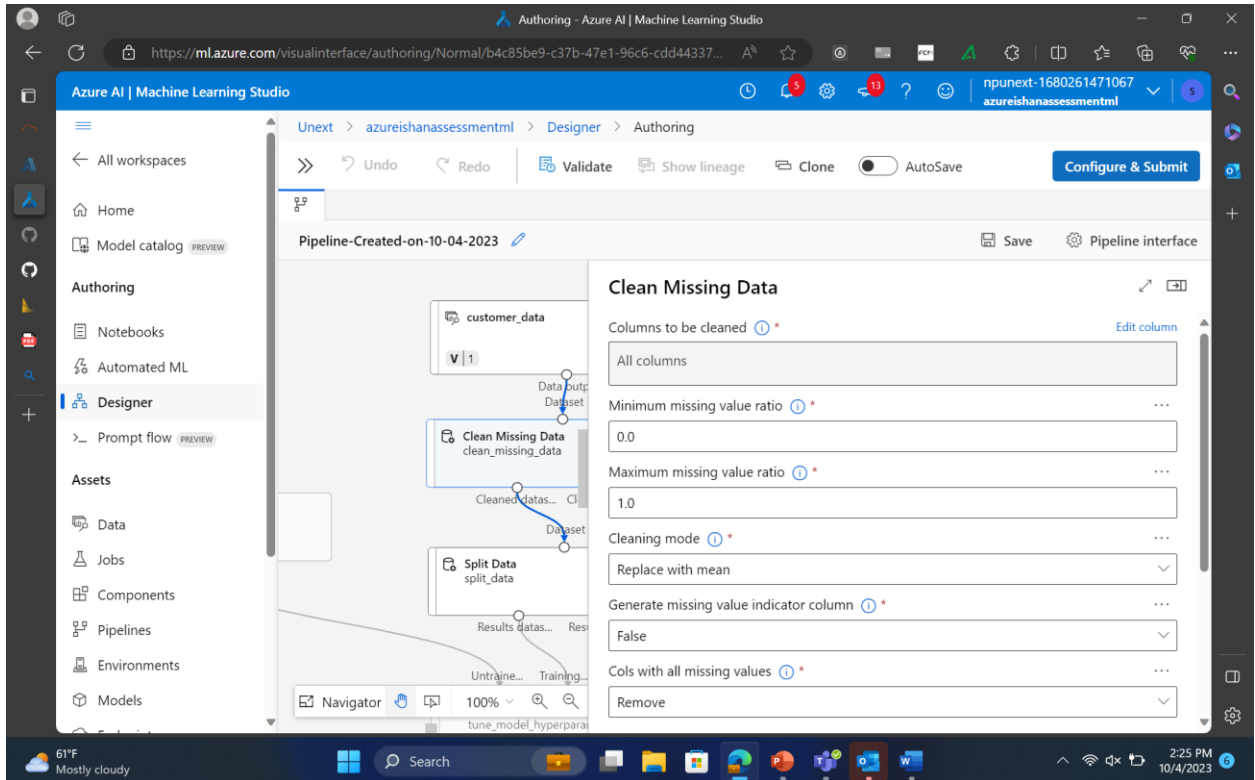 Authoring - Azure AI | Machine Learning Studio
https://ml.azure.com/visualinterface/authoring/Normal/b4c85be9-c37b-47e1-96c6-cdd44337...
Azure AI | Machine Learning Studio
5
13
?
npunext-1680261471067
azureishanassessmentml
S
Unext > azureishanassessmentml > Designer > Authoring
All workspaces
Undo
Redo
Validate
Show lineage
Clone
AutoSave
Configure & Submit
Home
Model catalog PREVIEW
Authoring
Notebooks
Automated ML
Designer
Prompt flow PREVIEW
Assets
Data
Jobs
Components
Pipelines
Environments
Models
Pipeline-Created-on-10-04-2023
Save
Pipeline interface
customer_data
V 1
Data outp
Dataset
Clean Missing Data
clean_missing_data
Cleaned datas... Cl
Dataset
Split Data
split_data
Results datas... Res
Untraine... Training...
Navigator
100%
tune_model_hyperpara
Clean Missing Data
Columns to be cleaned *
Edit column
All columns
Minimum missing value ratio * ...
0.0
Maximum missing value ratio * ...
1.0
Cleaning mode * ...
Replace with mean
Generate missing value indicator column * ...
False
Cols with all missing values * ...
Remove
61°F
Mostly cloudy
Search
2:25 PM
10/4/2023
6